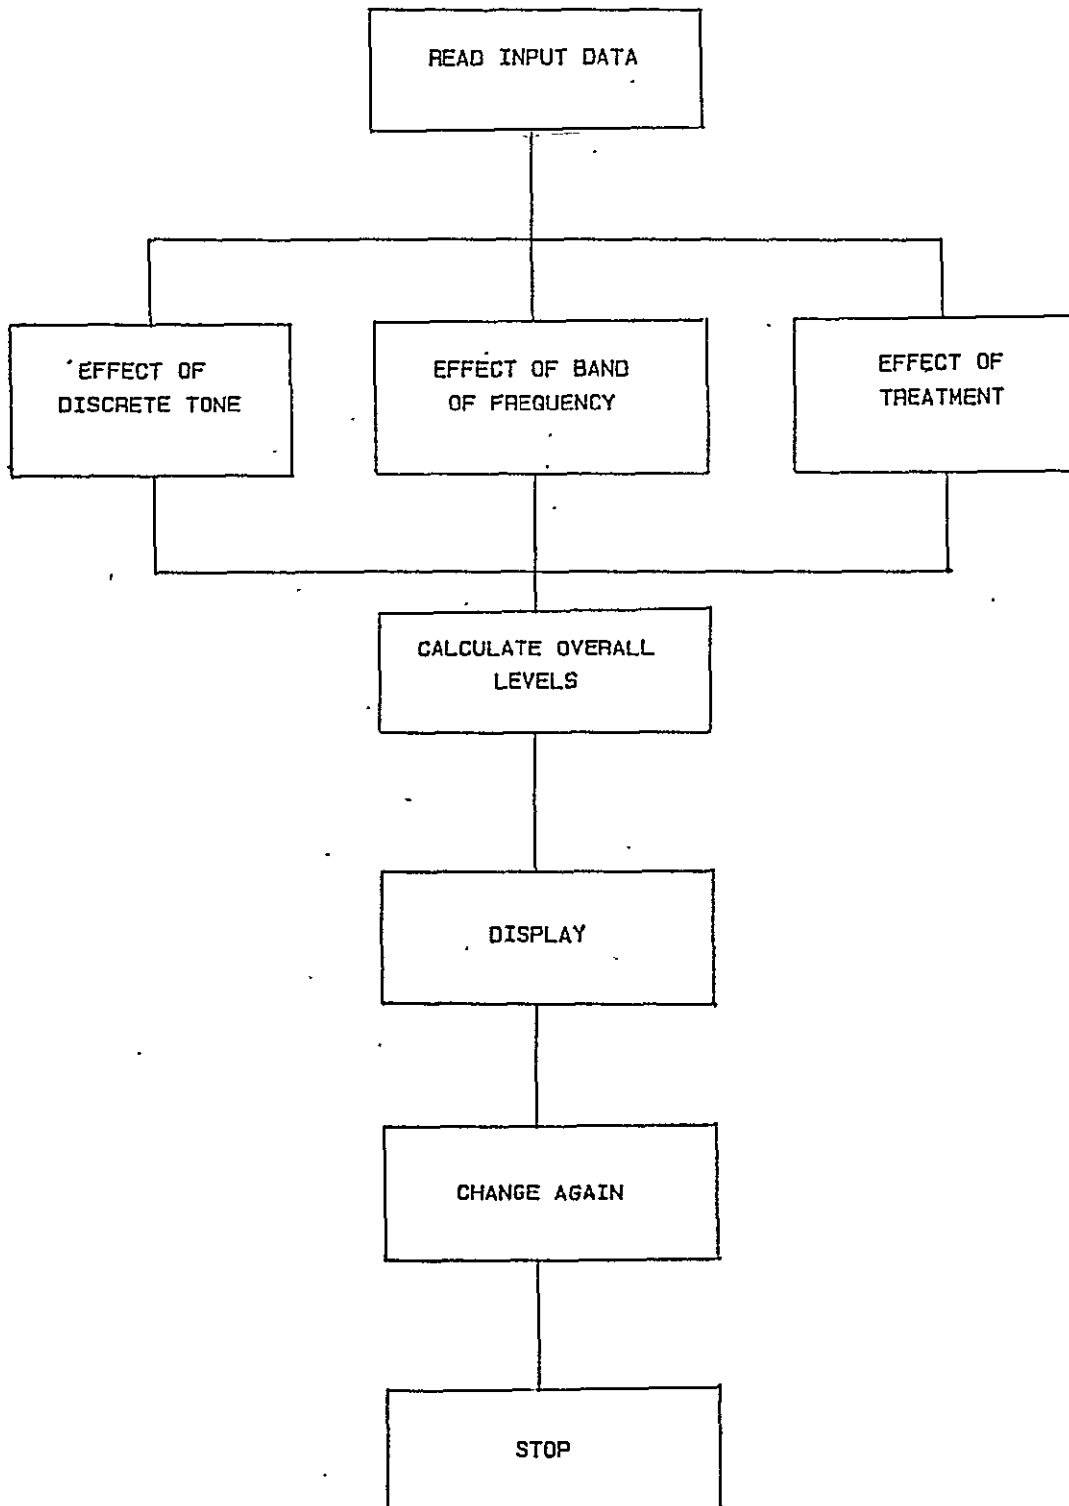 READ INPUT DATA
EFFECT OF
DISCRETE TONE
EFFECT OF BAND
OF FREQUENCY
EFFECT OF
TREATMENT
CALCULATE OVERALL
LEVELS
DISPLAY
CHANGE AGAIN
STOP